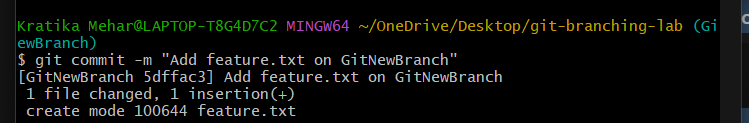 Kratika Mehar@LAPTOP-T8G4D7C2 MINGW64 ~/OneDrive/Desktop/git-branching-lab (Git
ewBranch)
$ git commit -m "Add feature.txt on GitNewBranch"
[GitNewBranch 5dffac3] Add feature.txt on GitNewBranch
 1 file changed, 1 insertion(+)
 create mode 100644 feature.txt